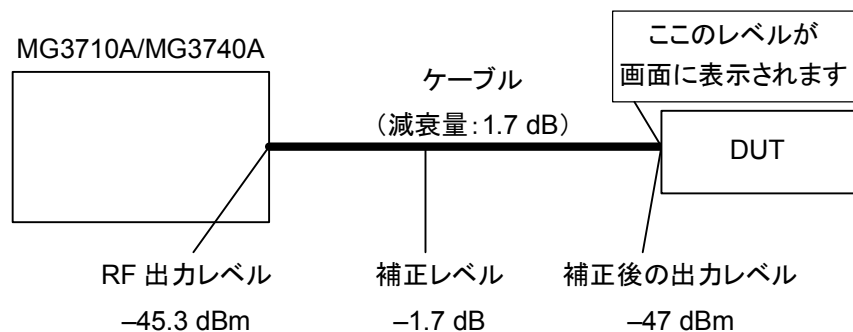 MG3710A/MG3740A
ケーブル
（減衰量：1.7 dB）
ここのレベルが
画面に表示されます
DUT
RF 出力レベル
–45.3 dBm
補正レベル
–1.7 dB
補正後の出力レベル
–47 dBm